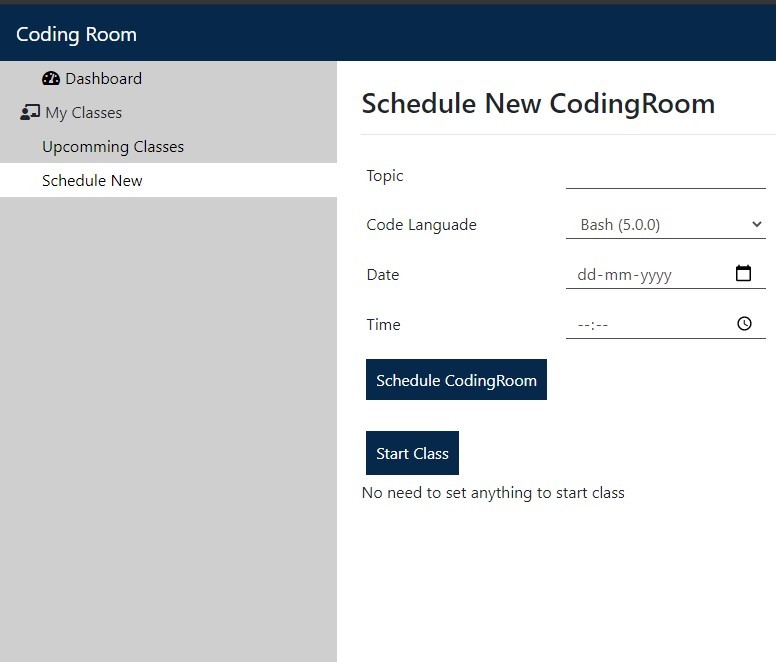 Coding Room
Dashboard
My Classes
Upcomming Classes
Schedule New
Schedule New CodingRoom
Topic
Code Languade Bash (5.0.0)
Date dd-mm-yyyy
Time --:--
Schedule CodingRoom
Start Class
No need to set anything to start class